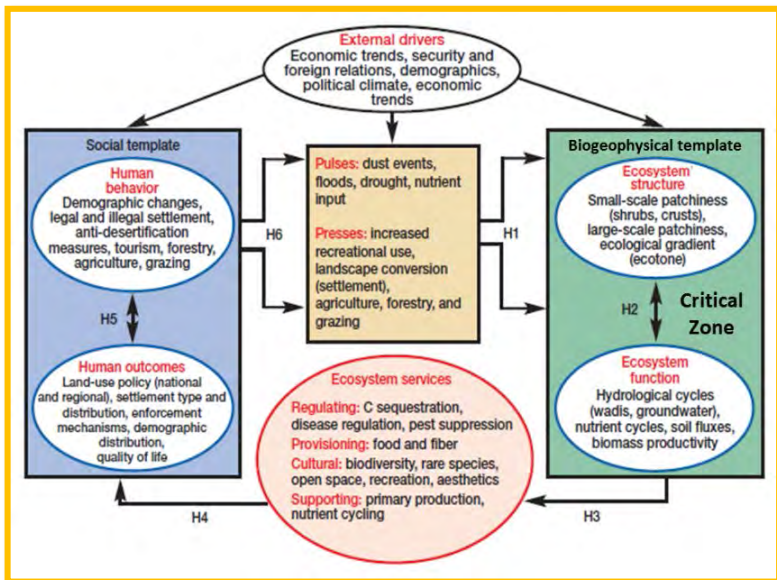 External drivers
Economic trends, security and
foreign relations, demographics,
political climate, economic
trends
Social template
Human
behavior
Demographic changes,
legal and illegal settlement,
anti-desertification
measures, tourism, forestry,
agriculture, grazing
H5
Human outcomes
Land-use policy (national
and regional), settlement type and
distribution, enforcement
mechanisms, demographic
distribution,
quality of life
H6
Pulses: dust events,
floods, drought, nutrient
input
Presses: increased
recreational use,
landscape conversion
(settlement),
agriculture, forestry, and
grazing
H1
Biogeophysical template
Ecosystem
structure
Small-scale patchiness
(shrubs, crusts),
large-scale patchiness,
ecological gradient
(ecotone)
H2
Critical
Zone
Ecosystem
function
Hydrological cycles
(wadis, groundwater),
nutrient cycles, soil fluxes,
biomass productivity
Ecosystem services
Regulating: C sequestration,
disease regulation, pest suppression
Provisioning: food and fiber
Cultural: biodiversity, rare species,
open space, recreation, aesthetics
Supporting: primary production,
nutrient cycling
H4
H3